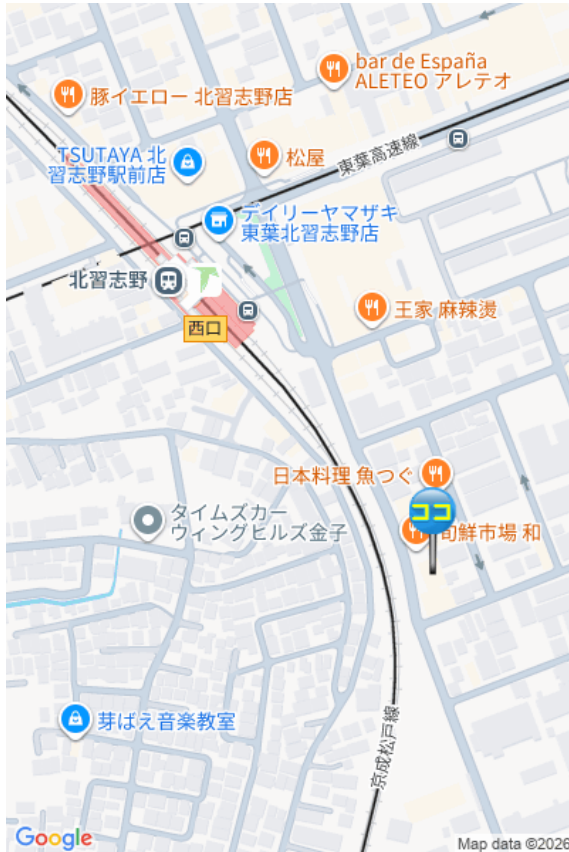 bar de España
ALETEO アレテオ
豚イエロー 北習志野店
TSUTAYA 北
習志野駅前店
松屋
東葉高速線
デイリーヤマザキ
東葉北習志野店
北習志野
王家 麻辣烫
西口
日本料理 魚つぐ
ココ
旬鮮市場 和
タイムズカー
ウィングヒルズ金子
芽ばえ音楽教室
京成松戸線
Google
Map data ©2026